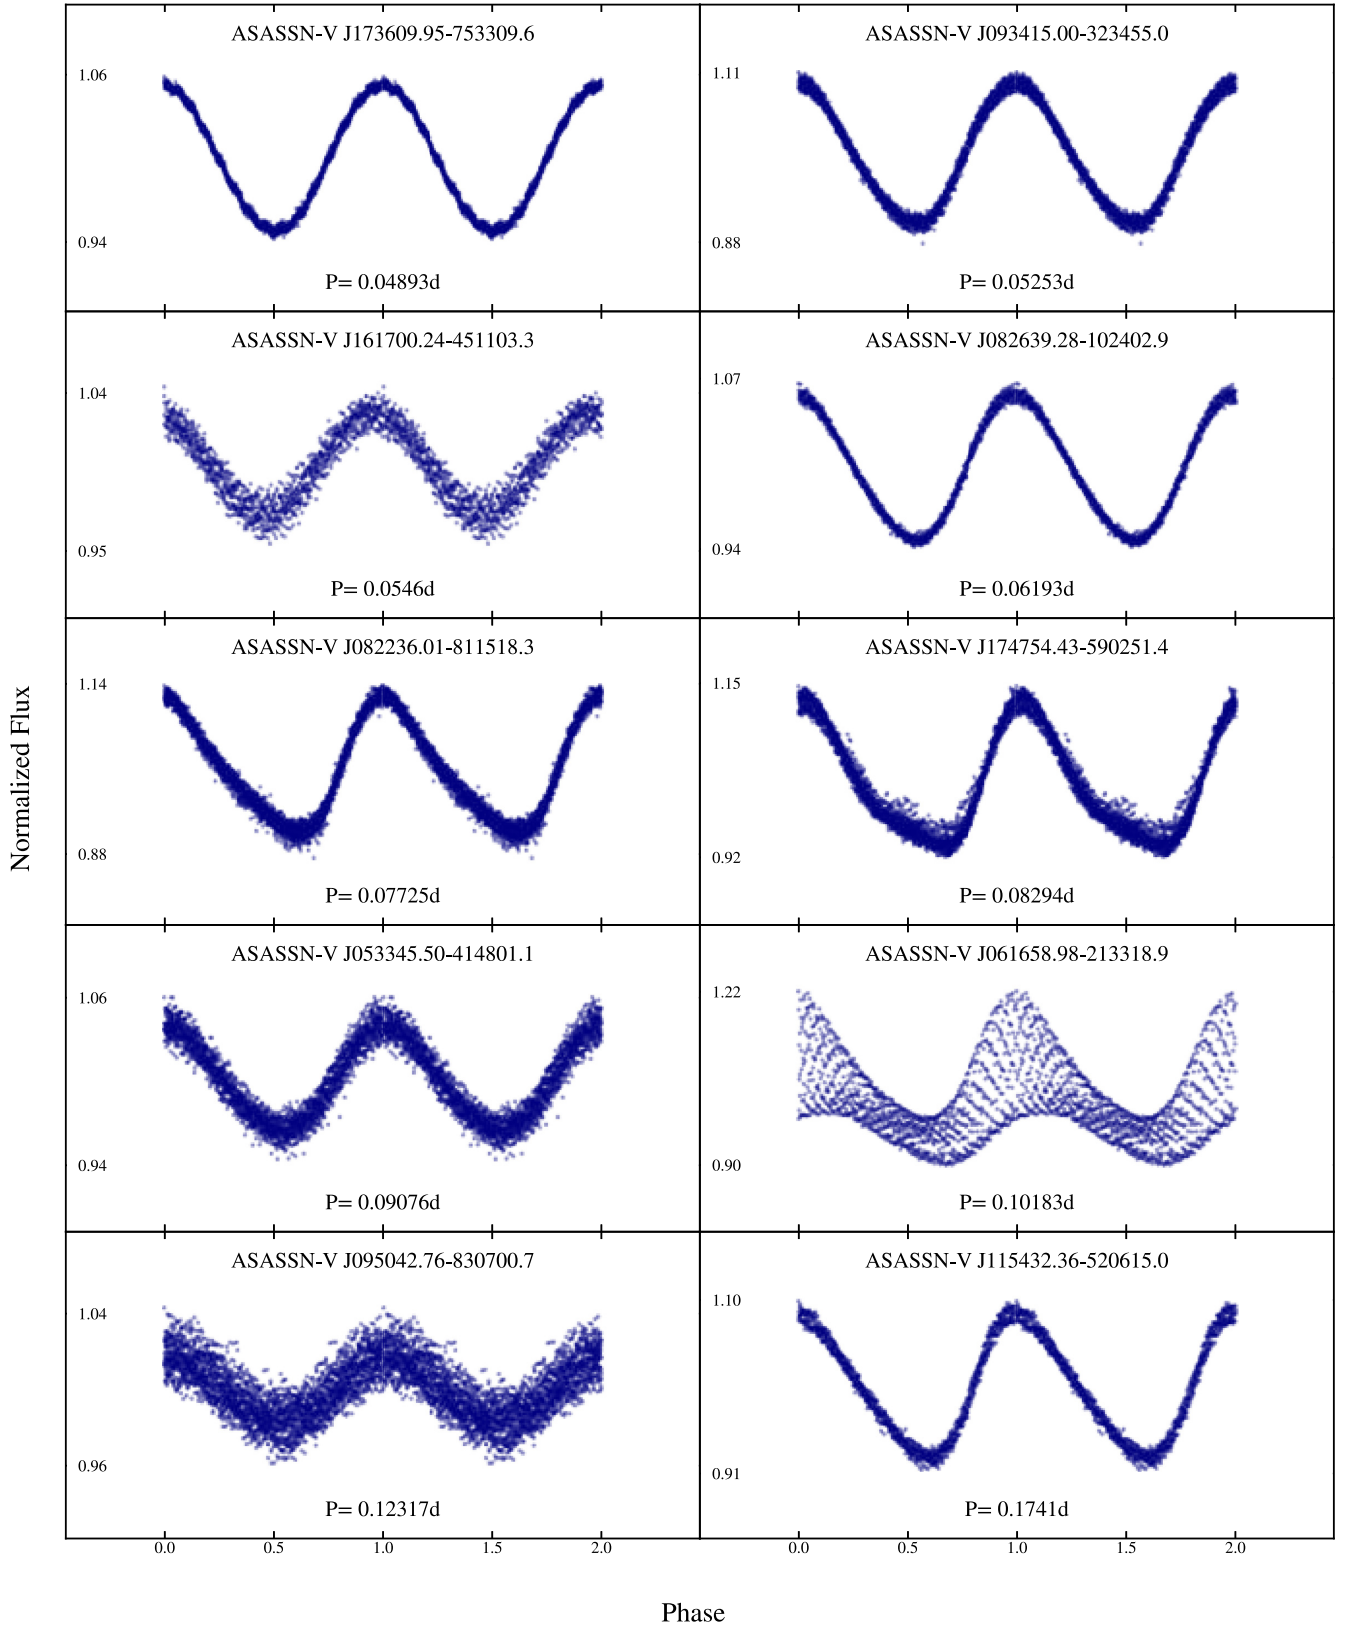 ASASSN-V J173609.95-753309.6
1.06
0.94
P= 0.04893d
ASASSN-V J093415.00-323455.0
1.11
0.88
P= 0.05253d
ASASSN-V J161700.24-451103.3
1.04
0.95
P= 0.0546d
ASASSN-V J082639.28-102402.9
1.07
0.94
P= 0.06193d
ASASSN-V J082236.01-811518.3
1.14
0.88
P= 0.07725d
ASASSN-V J174754.43-590251.4
1.15
0.92
P= 0.08294d
ASASSN-V J053345.50-414801.1
1.06
0.94
P= 0.09076d
ASASSN-V J061658.98-213318.9
1.22
0.90
P= 0.10183d
ASASSN-V J095042.76-830700.7
1.04
0.96
P= 0.12317d
ASASSN-V J115432.36-520615.0
1.10
0.91
P= 0.1741d
0.0 0.5 1.0 1.5 2.0
0.0 0.5 1.0 1.5 2.0
Normalized Flux
Phase